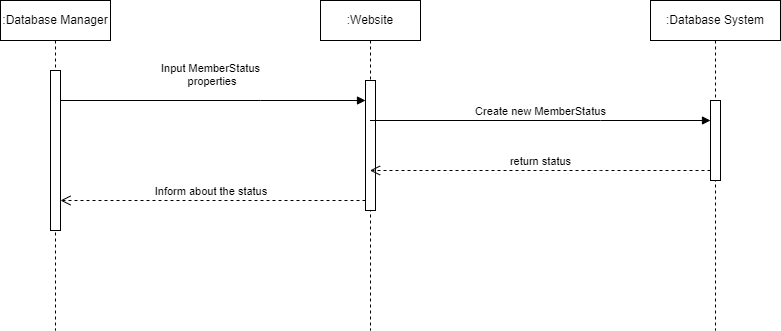 :Database Manager
:Website
:Database System
Input MemberStatus
properties
Create new MemberStatus
return status
Inform about the status